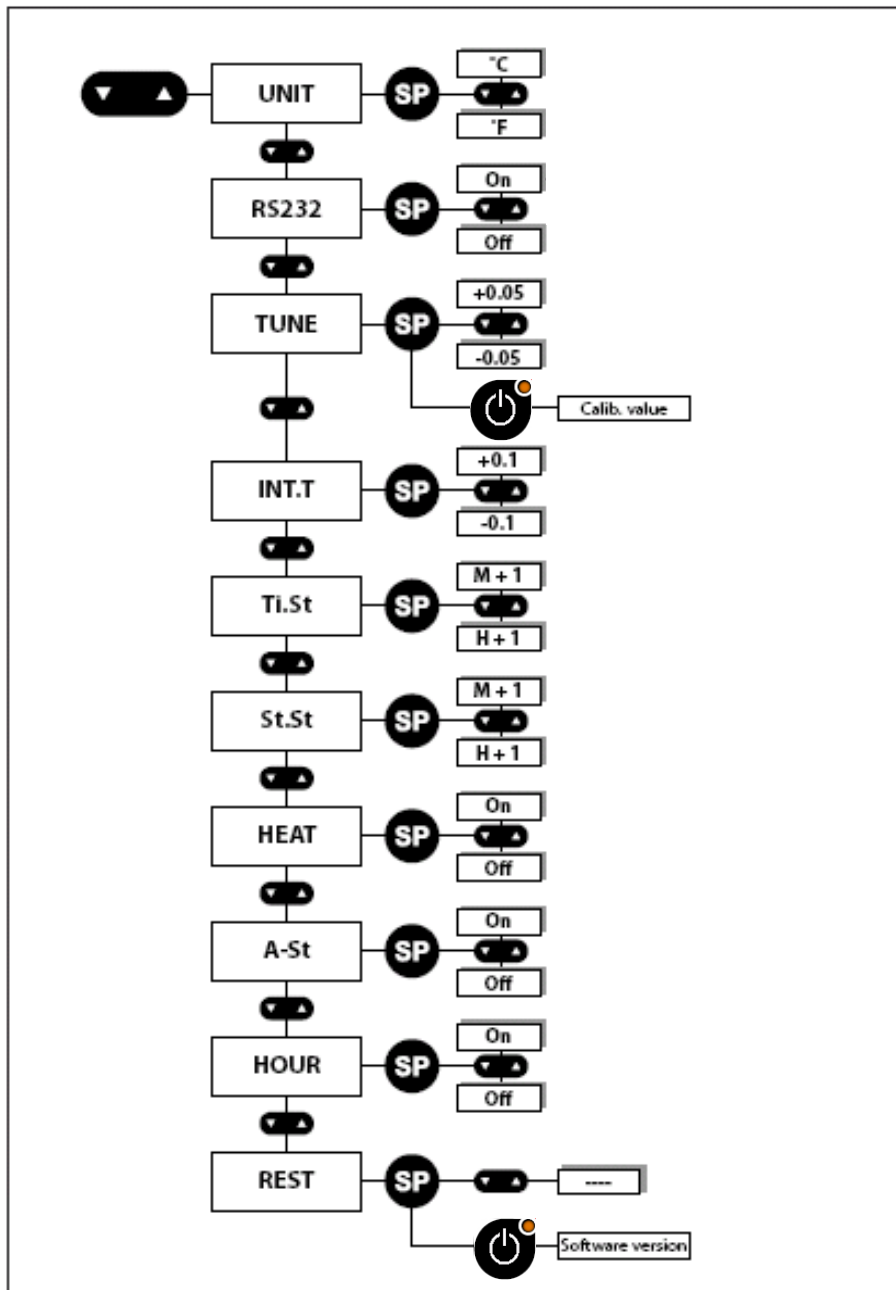 UNIT SP °C
°F
RS232 SP On
Off
TUNE SP +0.05
-0.05
Calib. value
INT.T SP +0.1
-0.1
Ti.St SP M + 1
H + 1
St.St SP M + 1
H + 1
HEAT SP On
Off
A-St SP On
Off
HOUR SP On
Off
REST SP ----
Software version